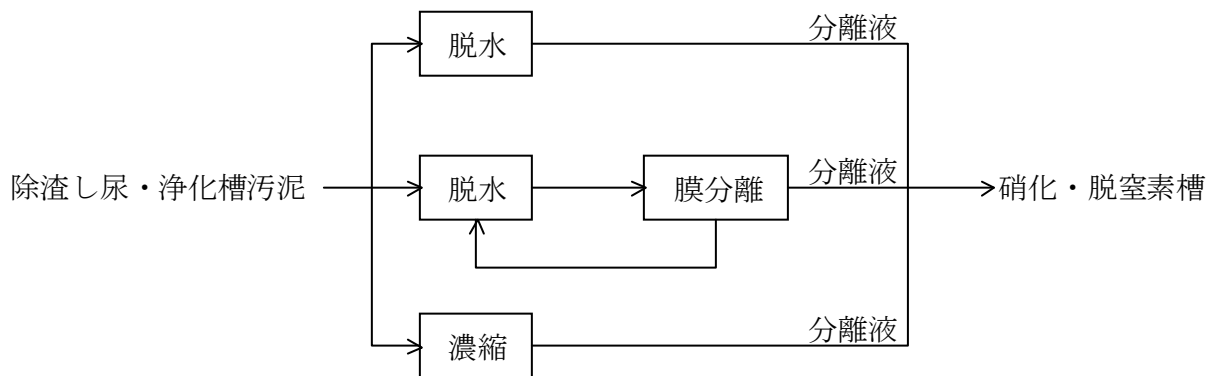 脱水
分離液
除渣し尿・浄化槽汚泥
脱水
膜分離
分離液
硝化・脱窒素槽
濃縮
分離液